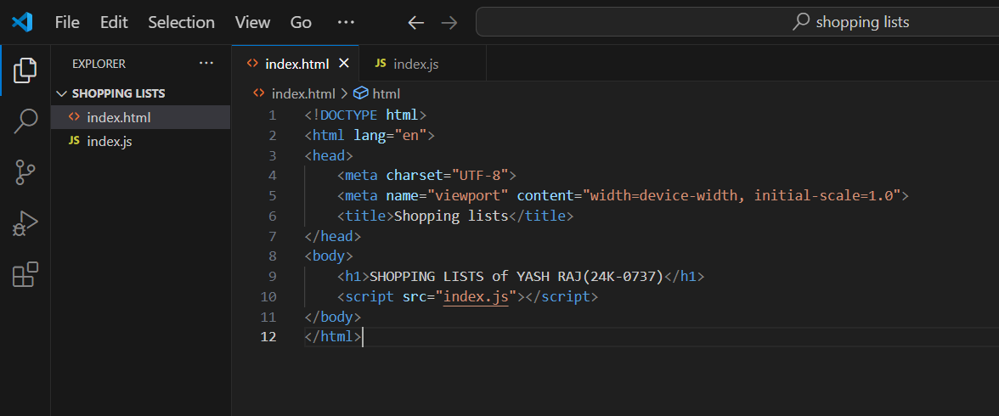 File Edit Selection View Go ··· ← → shopping lists
EXPLORER ···
index.html × JS index.js
SHOPPING LISTS
index.html
JS index.js
index.html > html
1 <!DOCTYPE html>
2 <html lang="en">
3 <head>
4 <meta charset="UTF-8">
5 <meta name="viewport" content="width=device-width, initial-scale=1.0">
6 <title>Shopping lists</title>
7 </head>
8 <body>
9 <h1>SHOPPING LISTS of YASH RAJ(24K-0737)</h1>
10 <script src="index.js"></script>
11 </body>
12 </html>